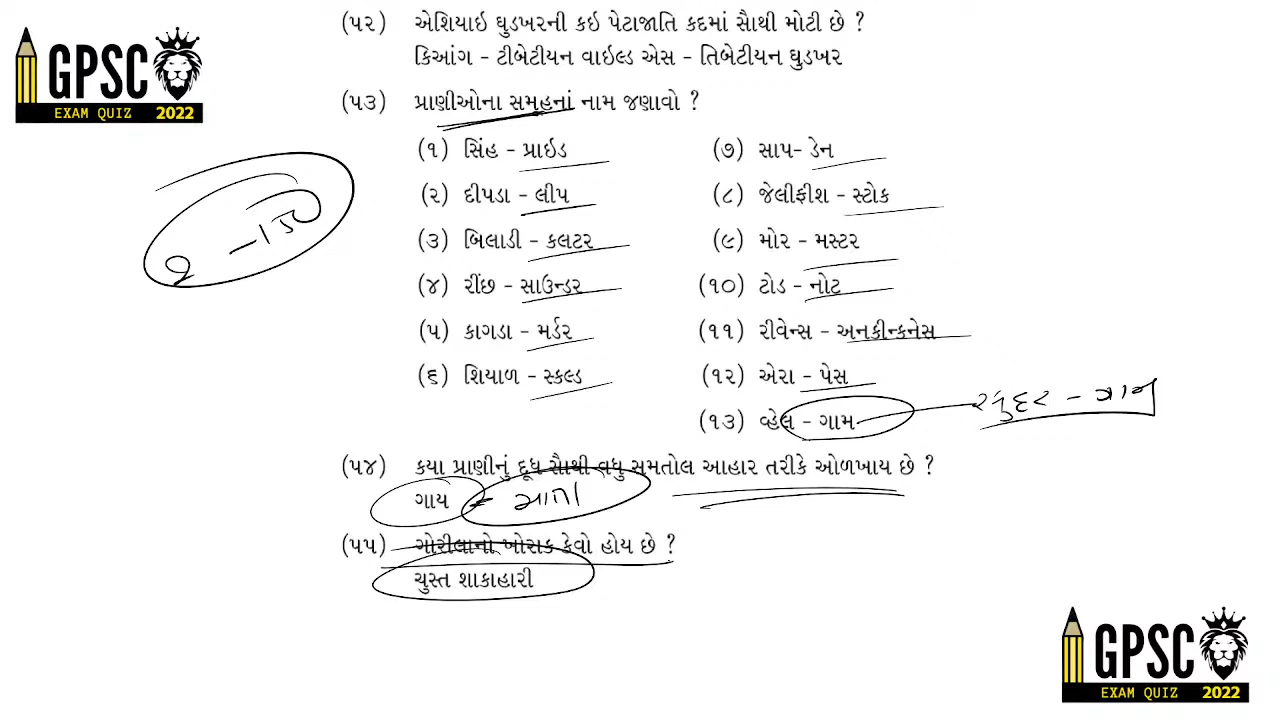 GPSC
EXAM QUIZ 2022
(૫૨) એશિયાઇ ઘુડખરની કઇ પેટાજાતિ કદમાં સૌથી મોટી છે ?
કિઆંગ - ટીબેટીયન વાઇલ્ડ એસ - તિબેટીયન ઘુડખર
(૫૩) પ્રાણીઓના સમૂહનાં નામ જણાવો ?
(૧) સિંહ - પ્રાઇડ
(૨) દીપડા - લીપ
(૩) બિલાડી - કલટર
(૪) રીંછ - સાઉન્ડર
(૫) કાગડા - મર્ડર
(૬) શિયાળ - સ્કલ્ડ
(૭) સાપ- ડેન
(૮) જેલીફીશ - સ્ટોક
(૯) મોર - મસ્ટર
(૧૦) ટોડ - નોટ
(૧૧) રીવેન્સ - અનકીન્કનેસ
(૧૨) એરા - પેસ
(૧૩) વ્હેલ - ગામ
(૫૪) કયા પ્રાણીનું દૂધ સૌથી વધુ સમતોલ આહાર તરીકે ઓળખાય છે ?
ગાય - માતા
(૫૫) ગોરીલાનો ખોરાક કેવો હોય છે ?
ચુસ્ત શાકાહારી
GPSC
EXAM QUIZ 2022